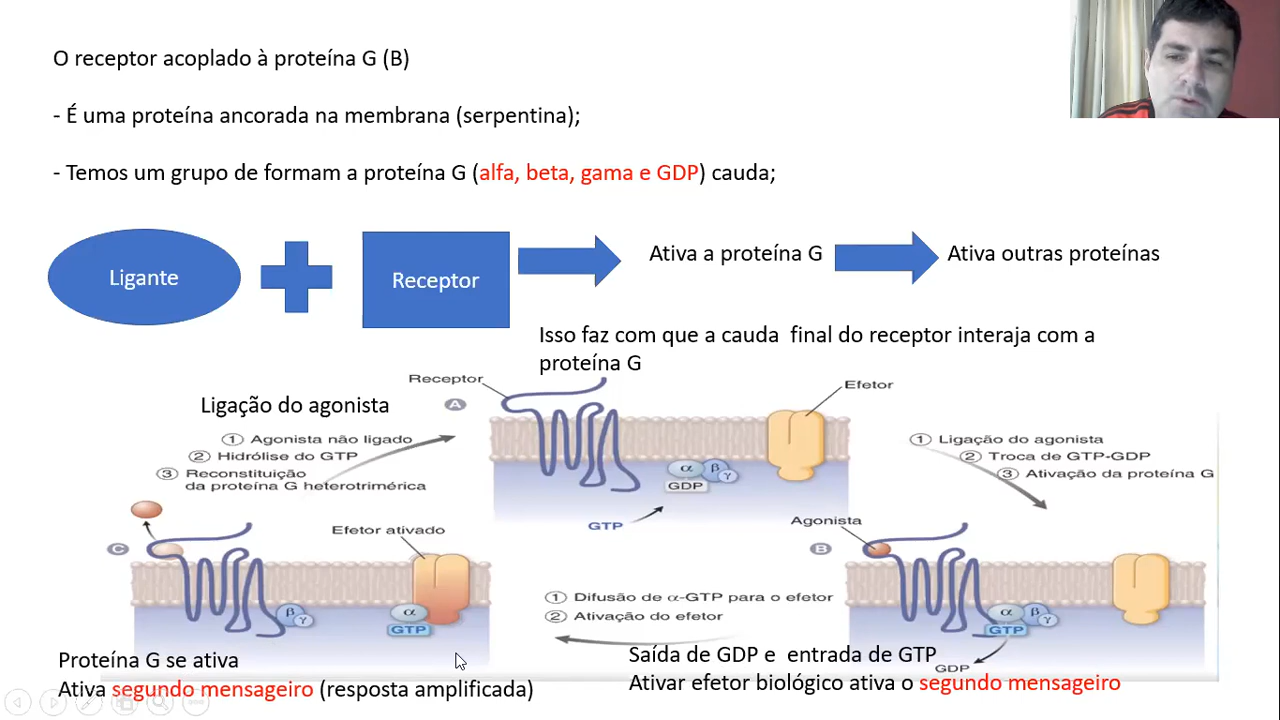 O receptor acoplado à proteína G (B)
- É uma proteína ancorada na membrana (serpentina);
- Temos um grupo de formam a proteína G (alfa, beta, gama e GDP) cauda;
Ligante
Receptor
Ativa a proteína G
Ativa outras proteínas
Isso faz com que a cauda final do receptor interaja com a
proteína G
Receptor
A
Efetor
Ligação do agonista
1 Agonista não ligado
2 Hidrólise do GTP
3 Reconstituição
da proteína G heterotrimérica
α β γ
GDP
GTP
1 Ligação do agonista
2 Troca de GTP-GDP
3 Ativação da proteína G
C
Efetor ativado
β γ
α
GTP
1 Difusão de α-GTP para o efetor
2 Ativação do efetor
Agonista
B
α β γ
GTP
GDP
Proteína G se ativa
Ativa segundo mensageiro (resposta amplificada)
Saída de GDP e entrada de GTP
Ativar efetor biológico ativa o segundo mensageiro